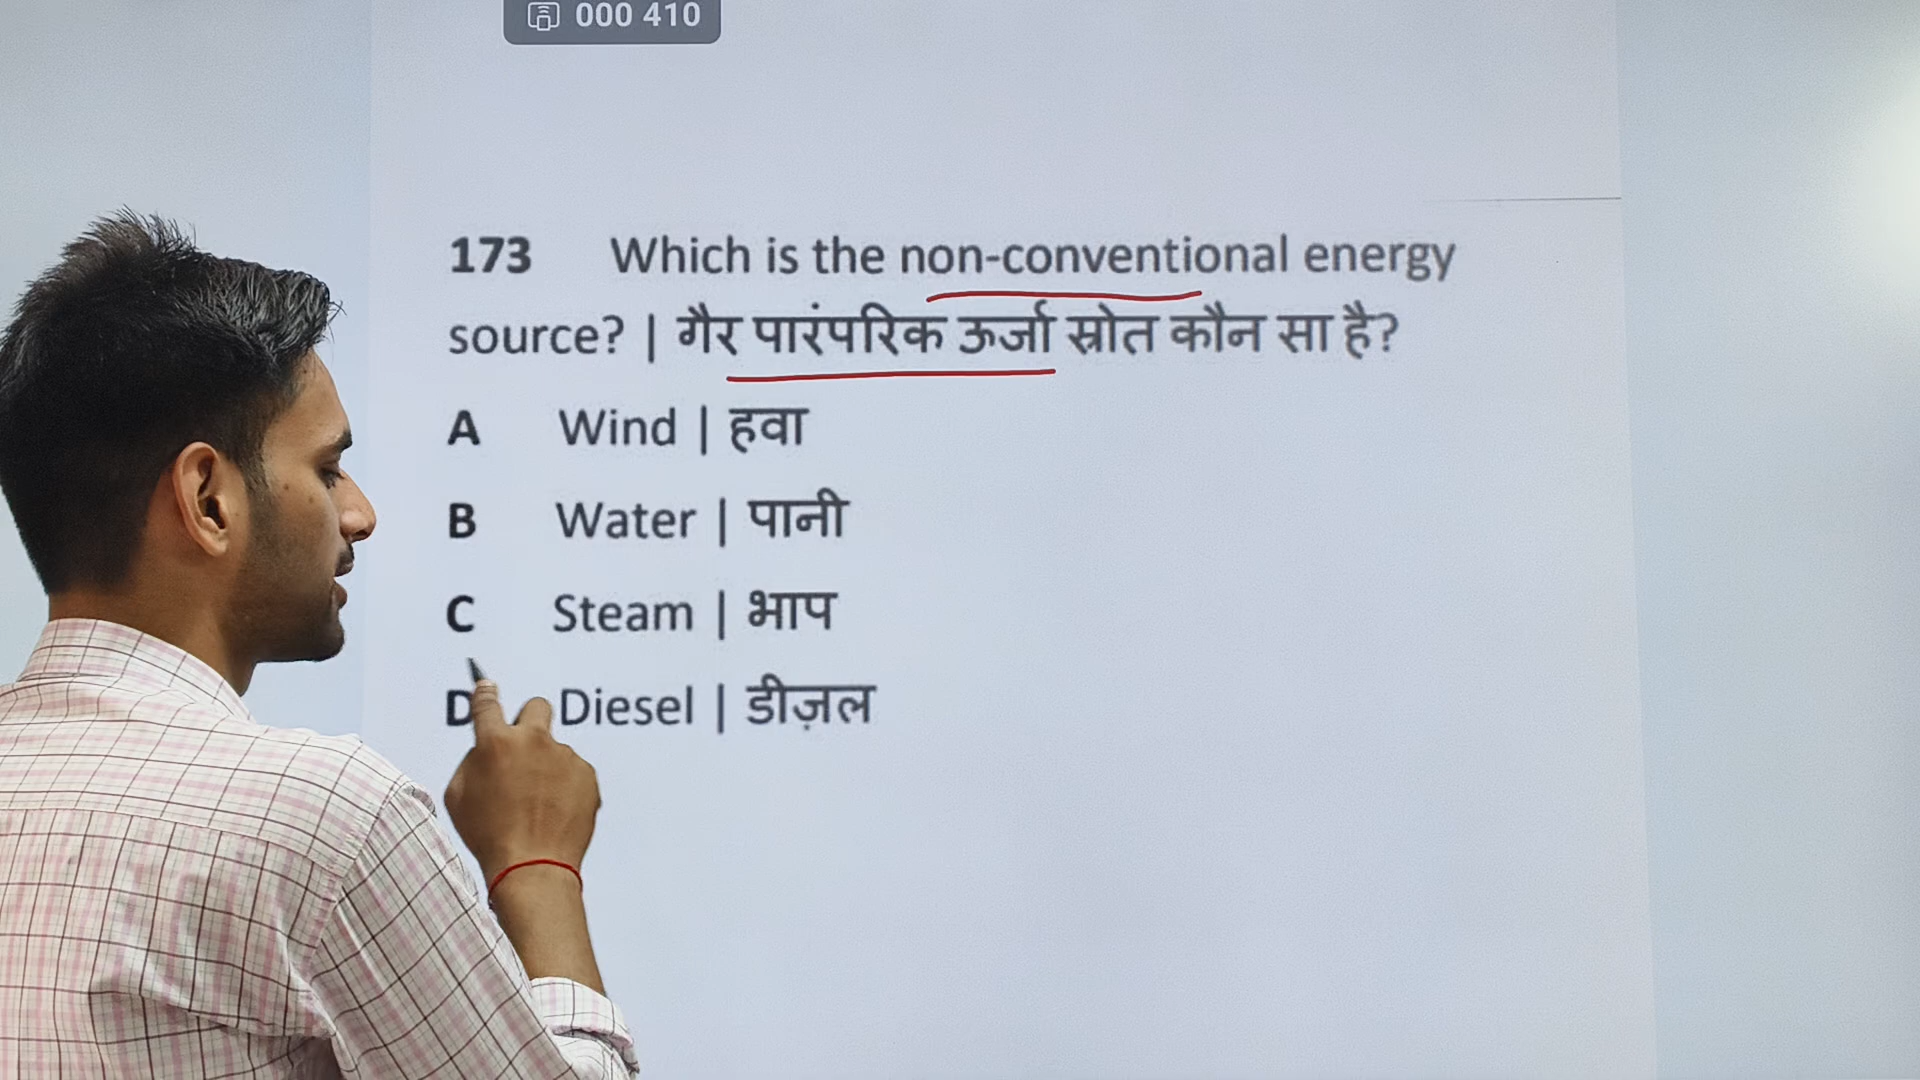 000 410
173 Which is the non-conventional energy
source? | गैर पारंपरिक ऊर्जा स्रोत कौन सा है?
A Wind | हवा
B Water | पानी
C Steam | भाप
D Diesel | डीज़ल